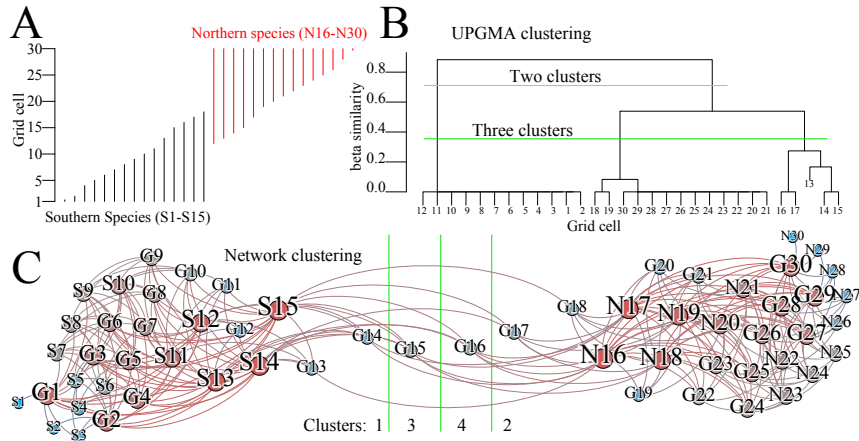 A
Northern species (N16-N30)
30
25
20
15
10
5
1
Grid cell
Southern Species (S1-S15)
B
UPGMA clustering
Two clusters
Three clusters
0.8
0.6
0.4
0.2
0.0
beta similarity
13
12 11 10 9 8 7 6 5 4 3 1 2 18 19 30 29 28 27 26 25 24 23 22 20 21 16 17 14 15
Grid cell
C
Network clustering
G9
S10
G8
S9
G10
G11
S12
G12
S15
S8
G6
G7
S7
G3
G5
S11
S14
S13
G13
S5
S6
G1
S4
G4
G2
S1
S2
S3
G14
G15
G16
G17
G18
N17
N16
G20
G21
N19
N18
G19
N20
N21
G30
N30
N29
N28
N27
G29
G28
G26
G27
N26
N25
N24
N22
G23
G25
G22
G24
N23
Clusters: 1 3 4 2